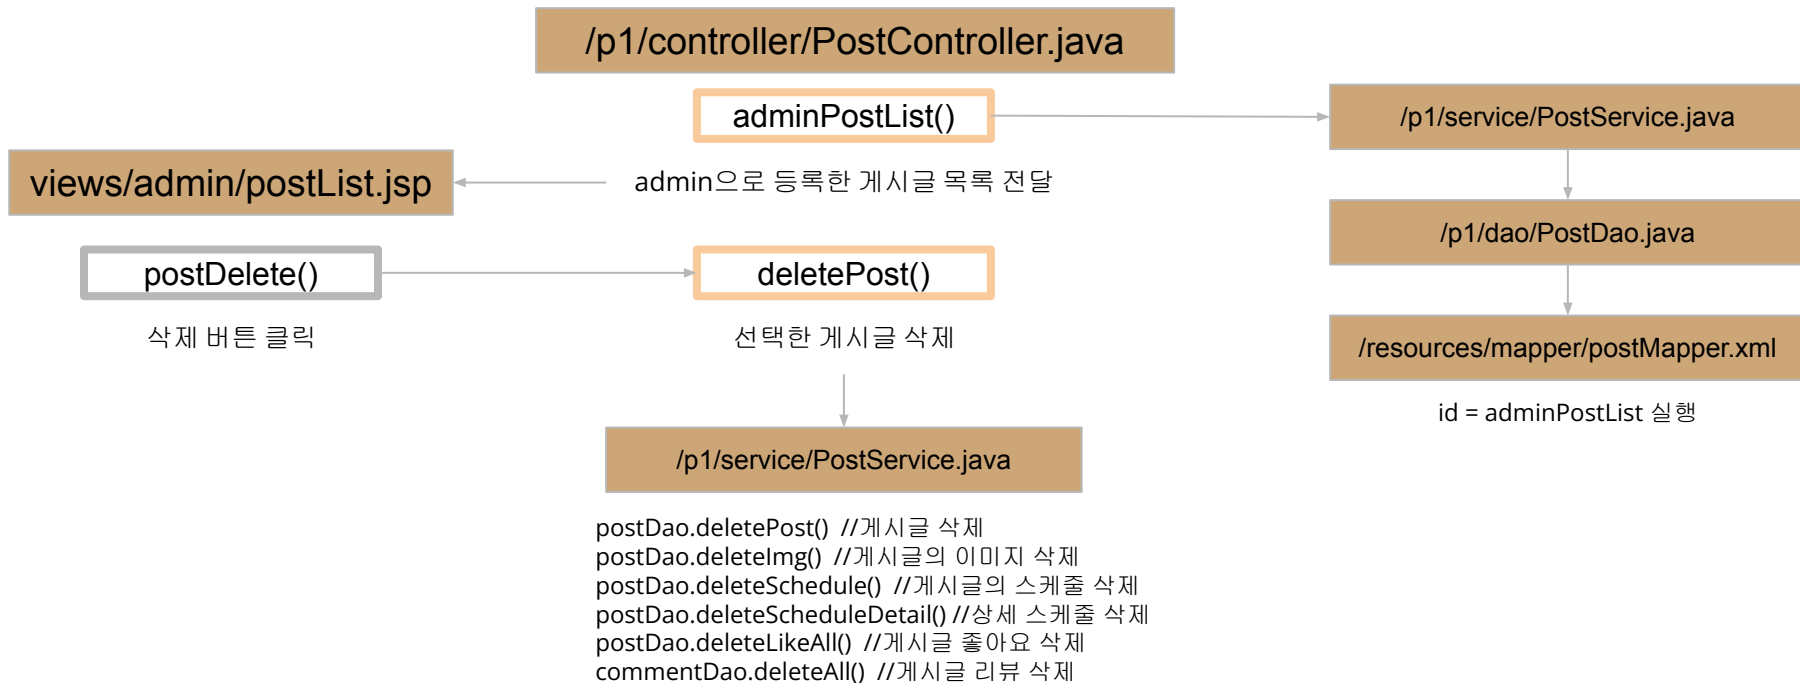 /p1/controller/PostController.java
adminPostList()
/p1/service/PostService.java
views/admin/postList.jsp
admin으로 등록한 게시글 목록 전달
/p1/dao/PostDao.java
postDelete()
deletePost()
삭제 버튼 클릭
선택한 게시글 삭제
/resources/mapper/postMapper.xml
id = adminPostList 실행
/p1/service/PostService.java
postDao.deletePost() //게시글 삭제
postDao.deleteImg() //게시글의 이미지 삭제
postDao.deleteSchedule() //게시글의 스케줄 삭제
postDao.deleteScheduleDetail() //상세 스케줄 삭제
postDao.deleteLikeAll() //게시글 좋아요 삭제
commentDao.deleteAll() //게시글 리뷰 삭제